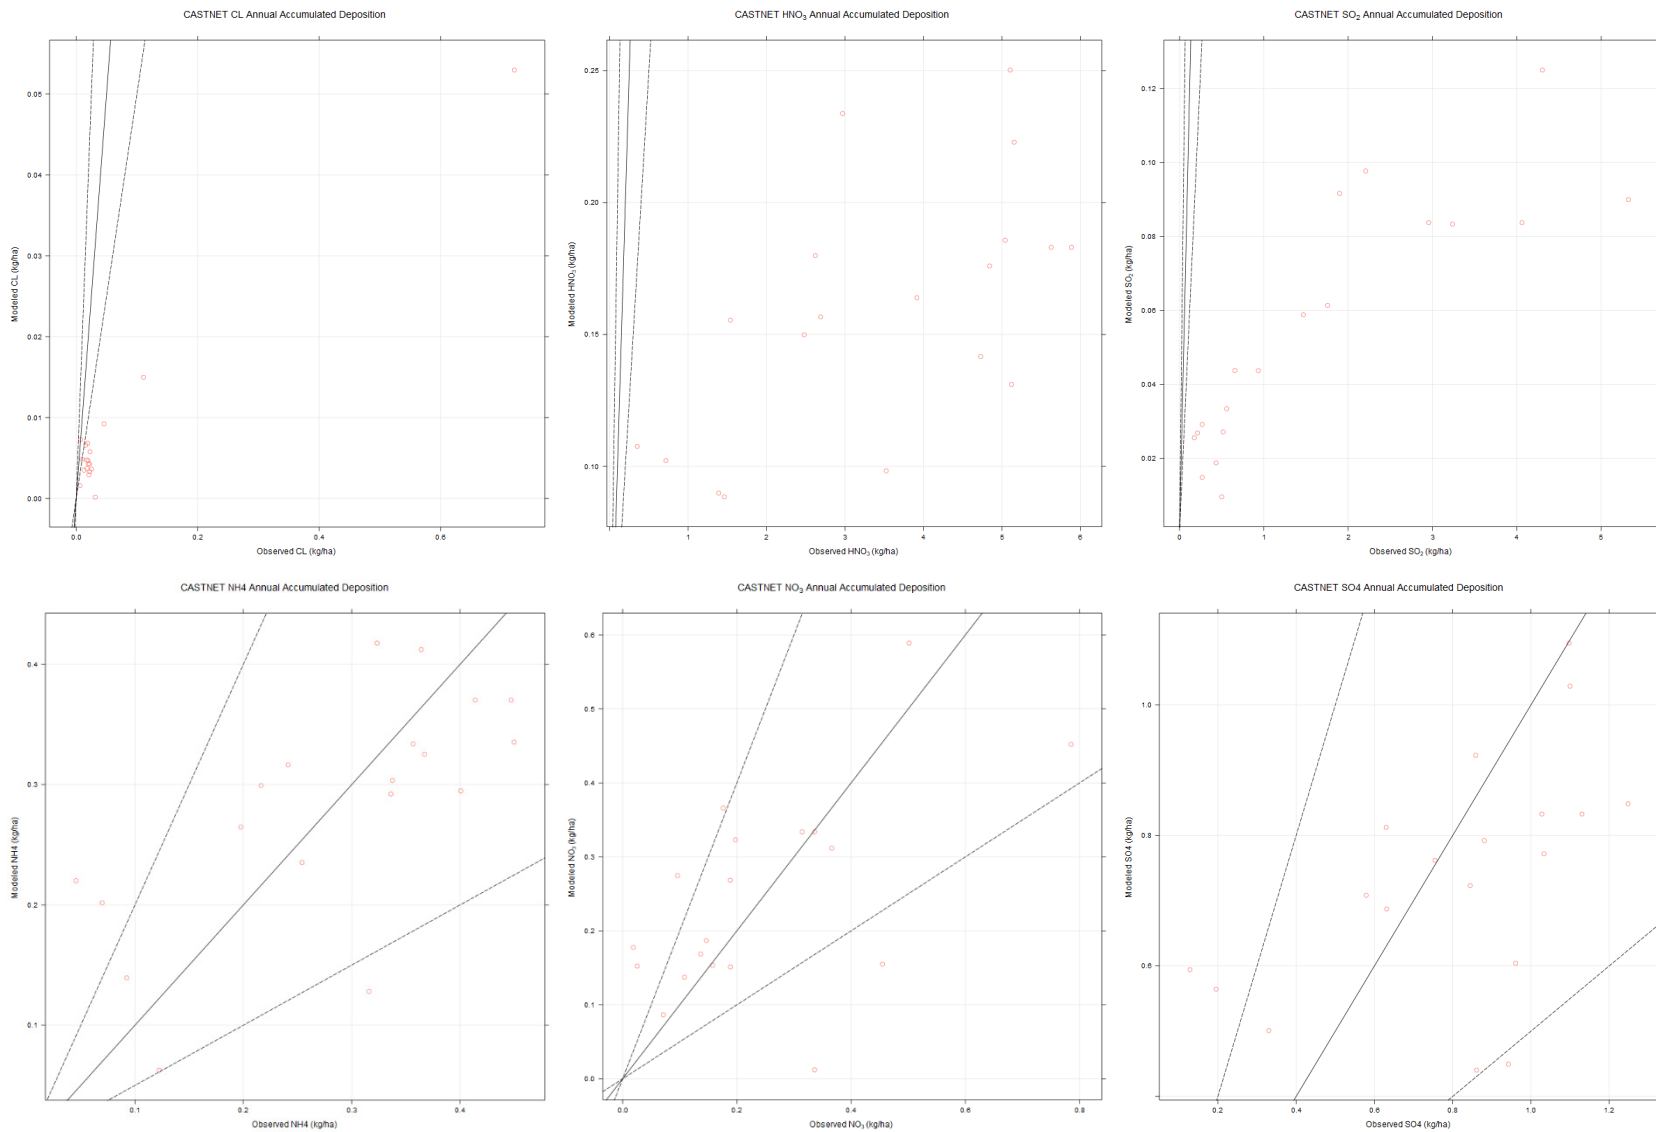 CASTNET CL Annual Accumulated Deposition
0.05
0.04
0.03
0.02
0.01
0.00
Modeled CL (kg/ha)
0.0 0.2 0.4 0.6
Observed CL (kg/ha)
CASTNET HNO₃ Annual Accumulated Deposition
0.25
0.20
0.15
0.10
Modeled HNO₃ (kg/ha)
1 2 3 4 5 6
Observed HNO₃ (kg/ha)
CASTNET SO₂ Annual Accumulated Deposition
0.12
0.10
0.08
0.06
0.04
0.02
Modeled SO₂ (kg/ha)
0 1 2 3 4 5
Observed SO₂ (kg/ha)
CASTNET NH4 Annual Accumulated Deposition
0.4
0.3
0.2
0.1
Modeled NH4 (kg/ha)
0.1 0.2 0.3 0.4
Observed NH4 (kg/ha)
CASTNET NO₃ Annual Accumulated Deposition
0.6
0.5
0.4
0.3
0.2
0.1
0.0
Modeled NO₃ (kg/ha)
0.0 0.2 0.4 0.6 0.8
Observed NO₃ (kg/ha)
CASTNET SO4 Annual Accumulated Deposition
1.0
0.8
0.6
Modeled SO4 (kg/ha)
0.2 0.4 0.6 0.8 1.0 1.2
Observed SO4 (kg/ha)